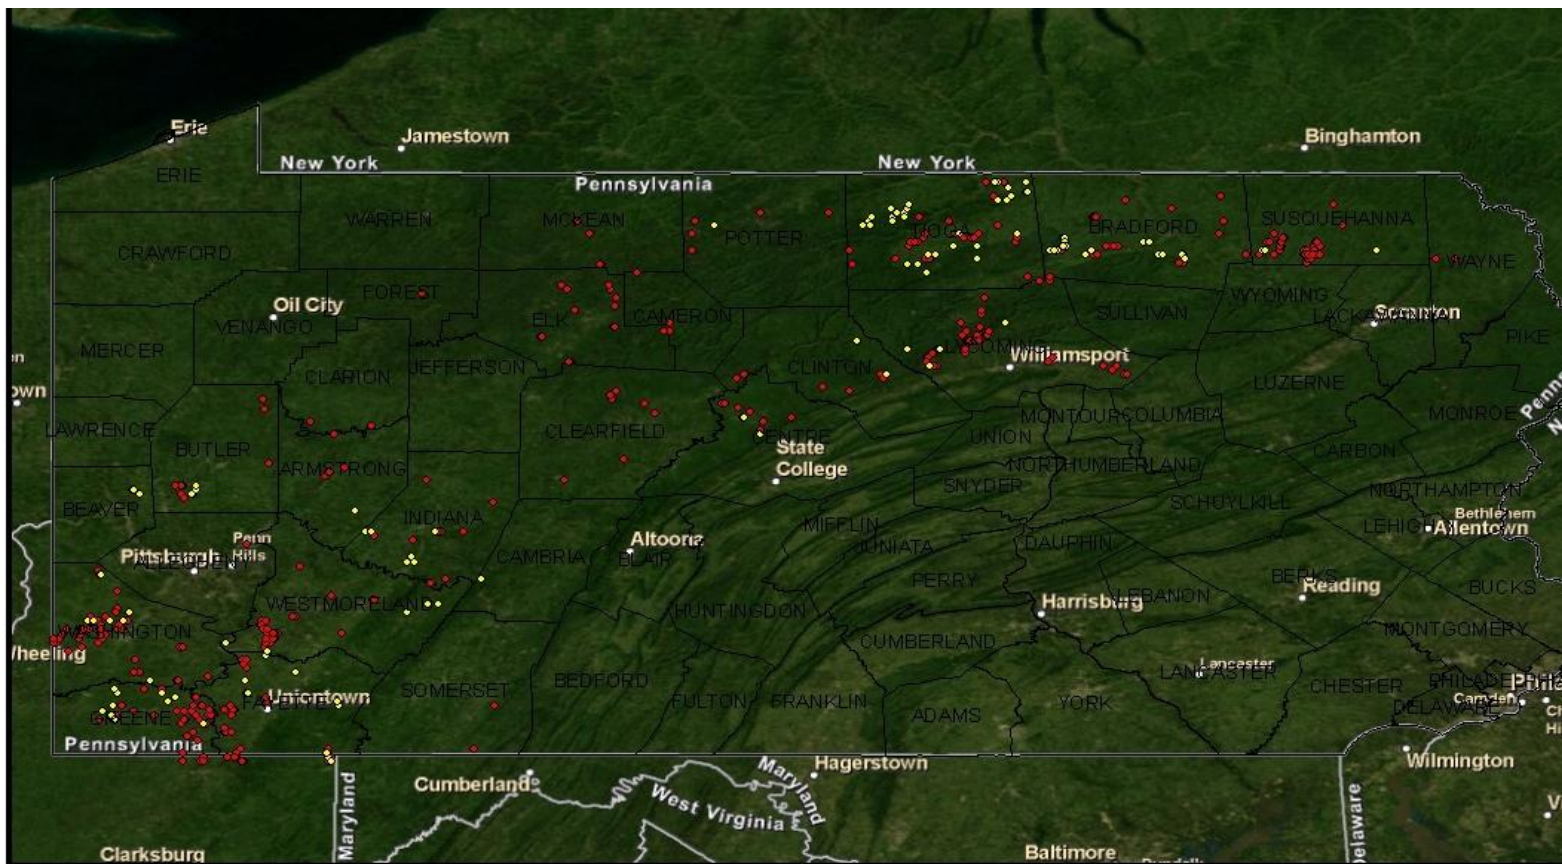 Erie
Jamestown
Binghamton
New York
New York
ERIE
Pennsylvania
WARREN
MCKEAN
POTTER
TIOGA
BRADFORD
SUSQUEHANNA
CRAWFORD
WAYNE
Oil City
FOREST
ELK
CAMERON
SULLIVAN
WYOMING
LACKAWANNA
Scranton
VENANGO
MERCER
LYCOMING
Williamsport
PIKE
CLARION
JEFFERSON
CLINTON
LUZERNE
own
MONTOUR
COLUMBIA
MONROE
LAWRENCE
BUTLER
CLEARFIELD
CENTRE
UNION
CARBON
State
College
ARMSTRONG
NORTHUMBERLAND
SNYDER
SCHUYLKILL
NORTHAMPTON
BEAVER
INDIANA
MIFFLIN
Bethlehem
LEHIGH
Allentown
Penn
Hills
Pittsburgh
ALLEGHENY
CAMBRIA
Altoona
BLAIR
JUNIATA
DAUPHIN
PERRY
BERKS
Reading
BUCKS
WESTMORELAND
HUNTINGDON
Harrisburg
LEBANON
WASHINGTON
CUMBERLAND
MONTGOMERY
Wheeling
Lancaster
LANCASTER
CHESTER
SOMERSET
BEDFORD
FULTON
FRANKLIN
ADAMS
YORK
Uniontown
FAYETTE
GREENE
Camden
DELAWARE
Pennsylvania
Hagerstown
Wilmington
Cumberland
Maryland
Maryland
West Virginia
Delaware
Clarksburg
Baltimore